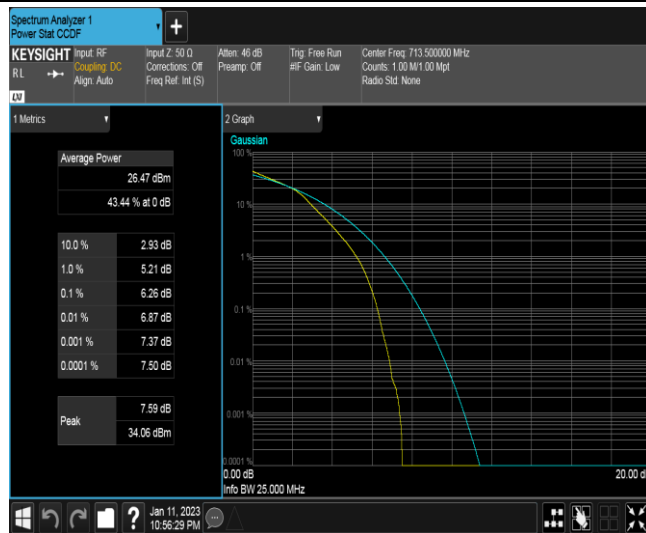 Spectrum Analyzer 1
Power Stat CCDF
+
KEYSIGHT
RL
Input: RF
Coupling: DC
Align: Auto
Input Z: 50 Ω
Corrections: Off
Freq Ref: Int (S)
Atten: 46 dB
Preamp: Off
Trig: Free Run
#IF Gain: Low
Center Freq: 713.500000 MHz
Counts: 1.00 M/1.00 Mpt
Radio Std: None
1 Metrics
Average Power
26.47 dBm
43.44 % at 0 dB
10.0 % 2.93 dB
1.0 % 5.21 dB
0.1 % 6.26 dB
0.01 % 6.87 dB
0.001 % 7.37 dB
0.0001 % 7.50 dB
Peak 7.59 dB
34.06 dBm
2 Graph
Gaussian
100 %
10 %
1 %
0.1 %
0.01 %
0.001 %
0.0001 %
0.00 dB
20.00 d
Info BW 25.000 MHz
?
Jan 11, 2023
10:56:29 PM